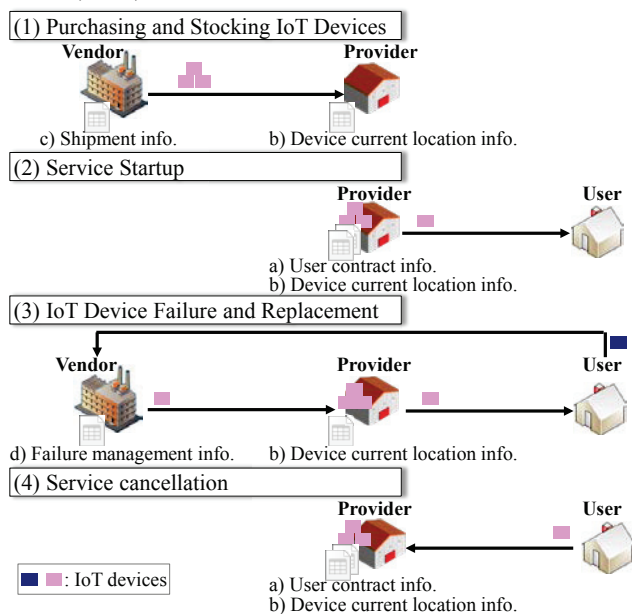 (1) Purchasing and Stocking IoT Devices
Vendor Provider
c) Shipment info. b) Device current location info.
(2) Service Startup
Provider User
a) User contract info.
b) Device current location info.
(3) IoT Device Failure and Replacement
Vendor Provider User
d) Failure management info. b) Device current location info.
(4) Service cancellation
Provider User
: IoT devices a) User contract info.
b) Device current location info.